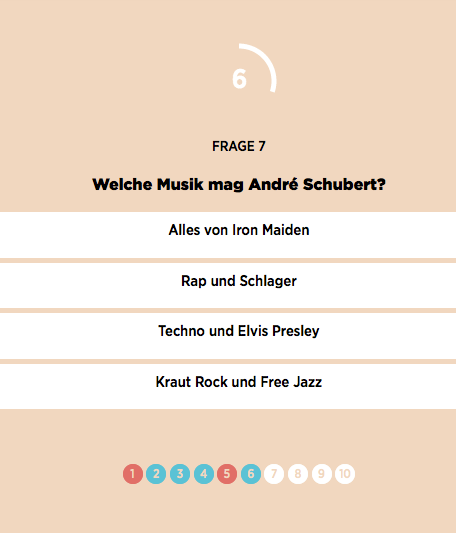 6
FRAGE 7
Welche Musik mag André Schubert?
Alles von Iron Maiden
Rap und Schlager
Techno und Elvis Presley
Kraut Rock und Free Jazz
1 2 3 4 5 6 7 8 9 10